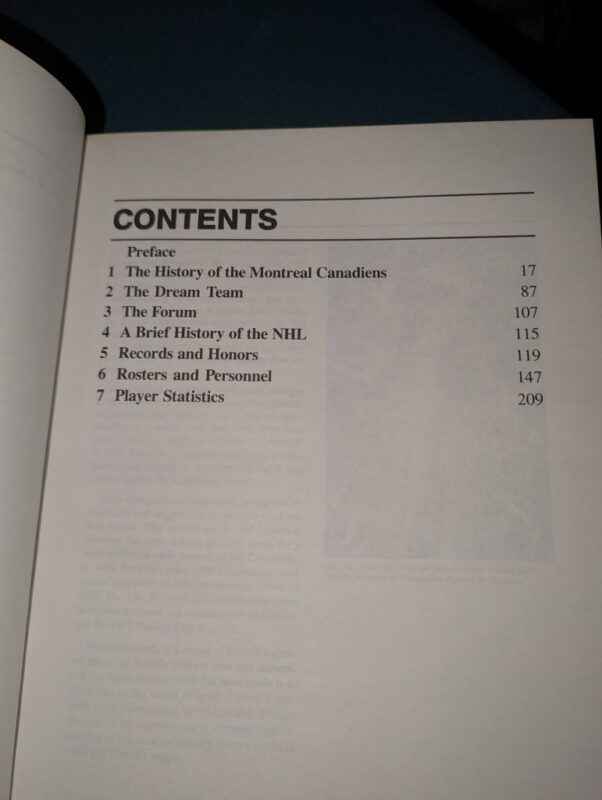 CONTENTS
Preface
1 The History of the Montreal Canadiens 17
2 The Dream Team 87
3 The Forum 107
4 A Brief History of the NHL 115
5 Records and Honors 119
6 Rosters and Personnel 147
7 Player Statistics 209